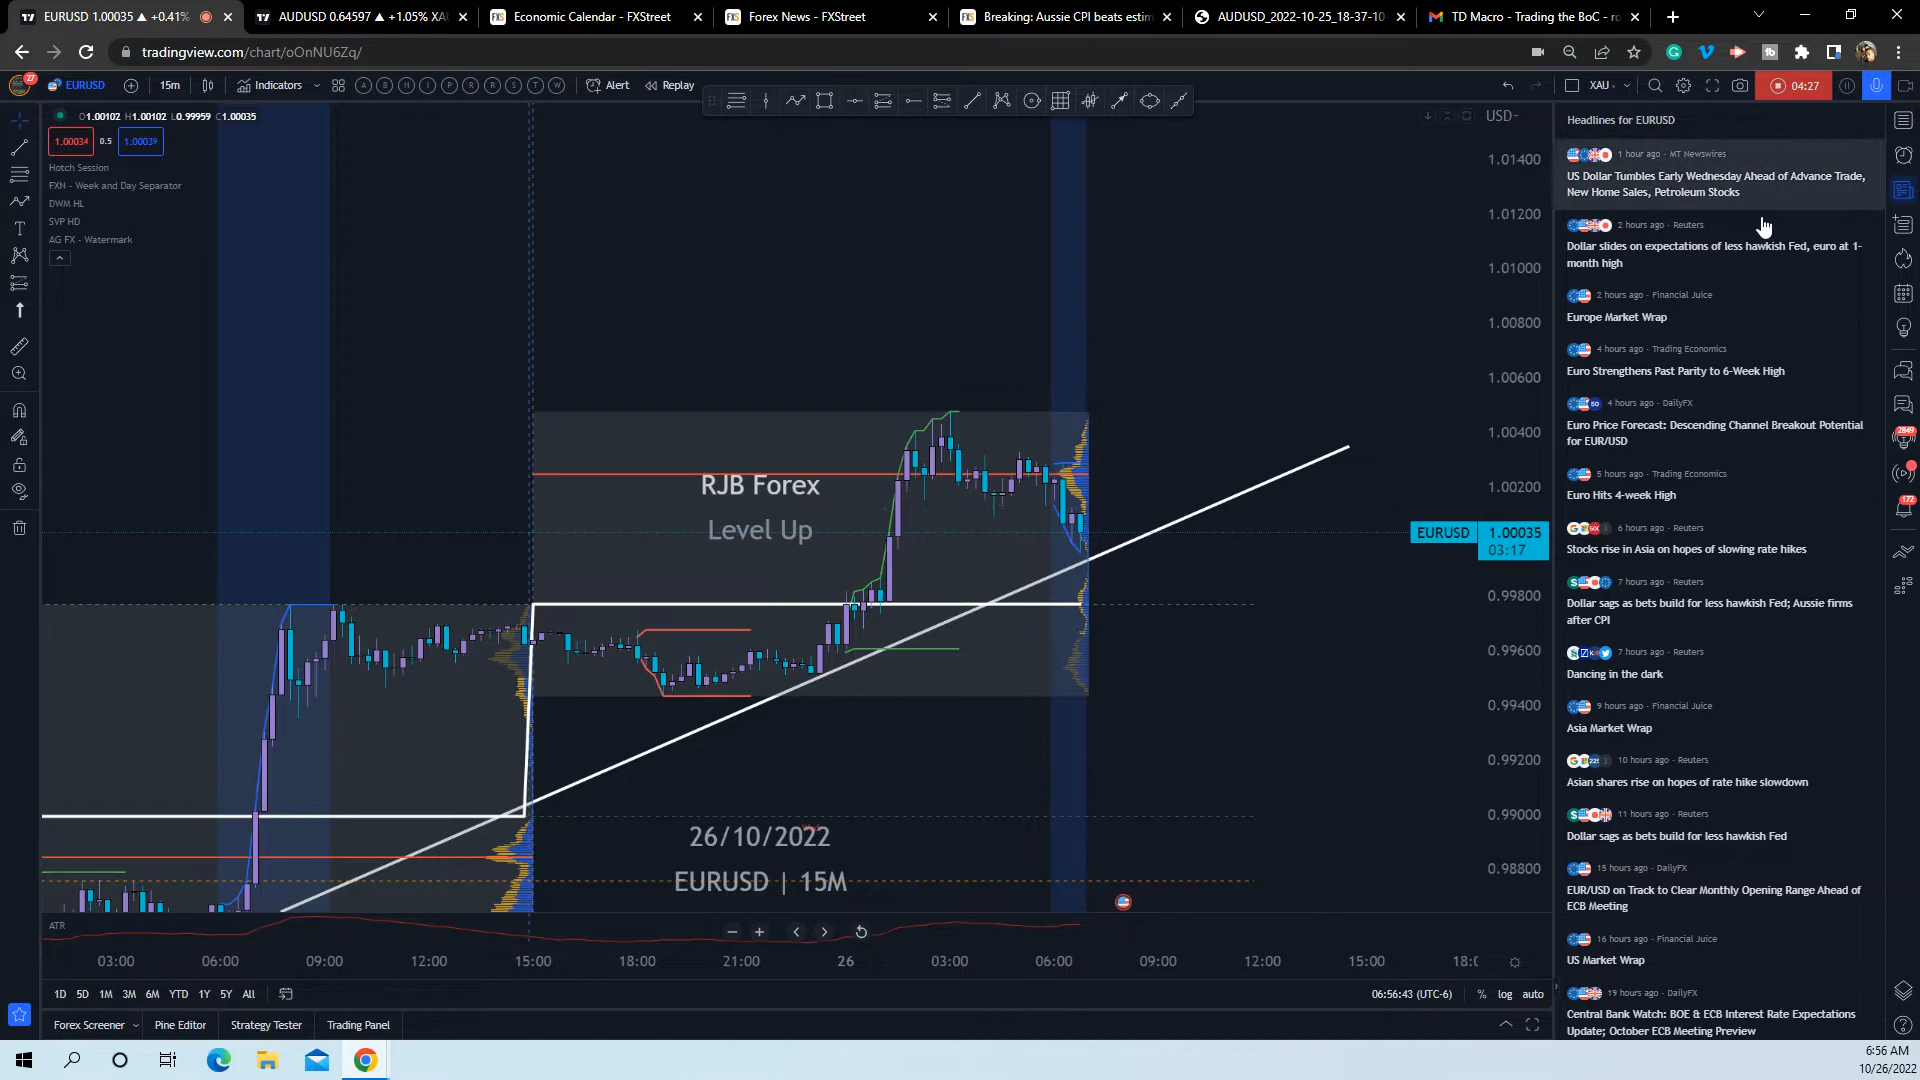 EURUSD 1.00035 ▲ +0.41%
AUDUSD 0.64597 ▲ +1.05% XA
Economic Calendar - FXStreet
Forex News - FXStreet
Breaking: Aussie CPI beats estim
AUDUSD_2022-10-25_18-37-10
TD Macro - Trading the BoC - ro
tradingview.com/chart/oOnNU6Zq/
27
EURUSD
15m
Indicators
A B H I P R R S T W
Alert
Replay
XAU
04:27
O1.00102 H1.00102 L0.99959 C1.00035
1.00034 0.5 1.00039
Hotch Session
FXN - Week and Day Separator
DWM HL
SVP HD
AG FX - Watermark
USD
1.01400
1.01200
1.01000
1.00800
1.00600
1.00400
1.00200
EURUSD 1.00035
03:17
0.99800
0.99600
0.99400
0.99200
0.99000
0.98800
RJB Forex
Level Up
26/10/2022
EURUSD | 15M
ATR
03:00 06:00 09:00 12:00 15:00 18:00 21:00 26 03:00 06:00 09:00 12:00 15:00 18:0
1D 5D 1M 3M 6M YTD 1Y 5Y All
06:56:43 (UTC-6) % log auto
Forex Screener
Pine Editor
Strategy Tester
Trading Panel
Headlines for EURUSD
1 hour ago - MT Newswires
US Dollar Tumbles Early Wednesday Ahead of Advance Trade,
New Home Sales, Petroleum Stocks
2 hours ago - Reuters
Dollar slides on expectations of less hawkish Fed, euro at 1-
month high
2 hours ago - Financial Juice
Europe Market Wrap
4 hours ago - Trading Economics
Euro Strengthens Past Parity to 6-Week High
4 hours ago - DailyFX
Euro Price Forecast: Descending Channel Breakout Potential
for EUR/USD
5 hours ago - Trading Economics
Euro Hits 4-week High
6 hours ago - Reuters
Stocks rise in Asia on hopes of slowing rate hikes
7 hours ago - Reuters
Dollar sags as bets build for less hawkish Fed; Aussie firms
after CPI
7 hours ago - Reuters
Dancing in the dark
9 hours ago - Financial Juice
Asia Market Wrap
10 hours ago - Reuters
Asian shares rise on hopes of rate hike slowdown
11 hours ago - Reuters
Dollar sags as bets build for less hawkish Fed
15 hours ago - DailyFX
EUR/USD on Track to Clear Monthly Opening Range Ahead of
ECB Meeting
16 hours ago - Financial Juice
US Market Wrap
19 hours ago - DailyFX
Central Bank Watch: BOE & ECB Interest Rate Expectations
Update; October ECB Meeting Preview
2849
172
6:56 AM
10/26/2022